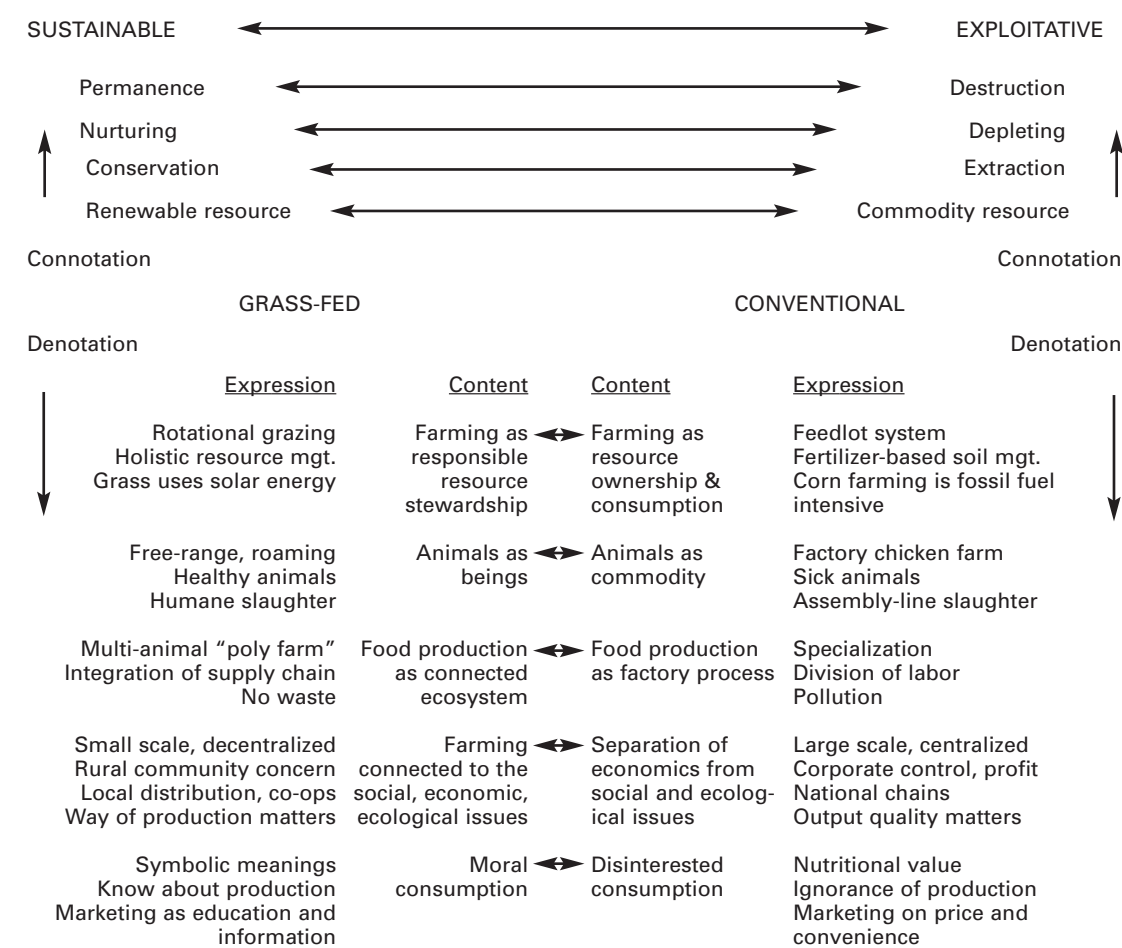 SUSTAINABLE EXPLOITATIVE
Permanence Destruction
Nurturing Depleting
Conservation Extraction
Renewable resource Commodity resource
Connotation Connotation
GRASS-FED CONVENTIONAL
Denotation Denotation
Expression Content Content Expression
Rotational grazing Farming as Farming as Feedlot system
Holistic resource mgt. responsible resource Fertilizer-based soil mgt.
Grass uses solar energy resource ownership & Corn farming is fossil fuel
stewardship consumption intensive
Free-range, roaming Animals as Animals as Factory chicken farm
Healthy animals beings commodity Sick animals
Humane slaughter Assembly-line slaughter
Multi-animal “poly farm” Food production Food production Specialization
Integration of supply chain as connected as factory process Division of labor
No waste ecosystem Pollution
Small scale, decentralized Farming Separation of Large scale, centralized
Rural community concern connected to the economics from Corporate control, profit
Local distribution, co-ops social, economic, social and ecolog- National chains
Way of production matters ecological issues ical issues Output quality matters
Symbolic meanings Moral Disinterested Nutritional value
Know about production consumption consumption Ignorance of production
Marketing as education and Marketing on price and
information convenience